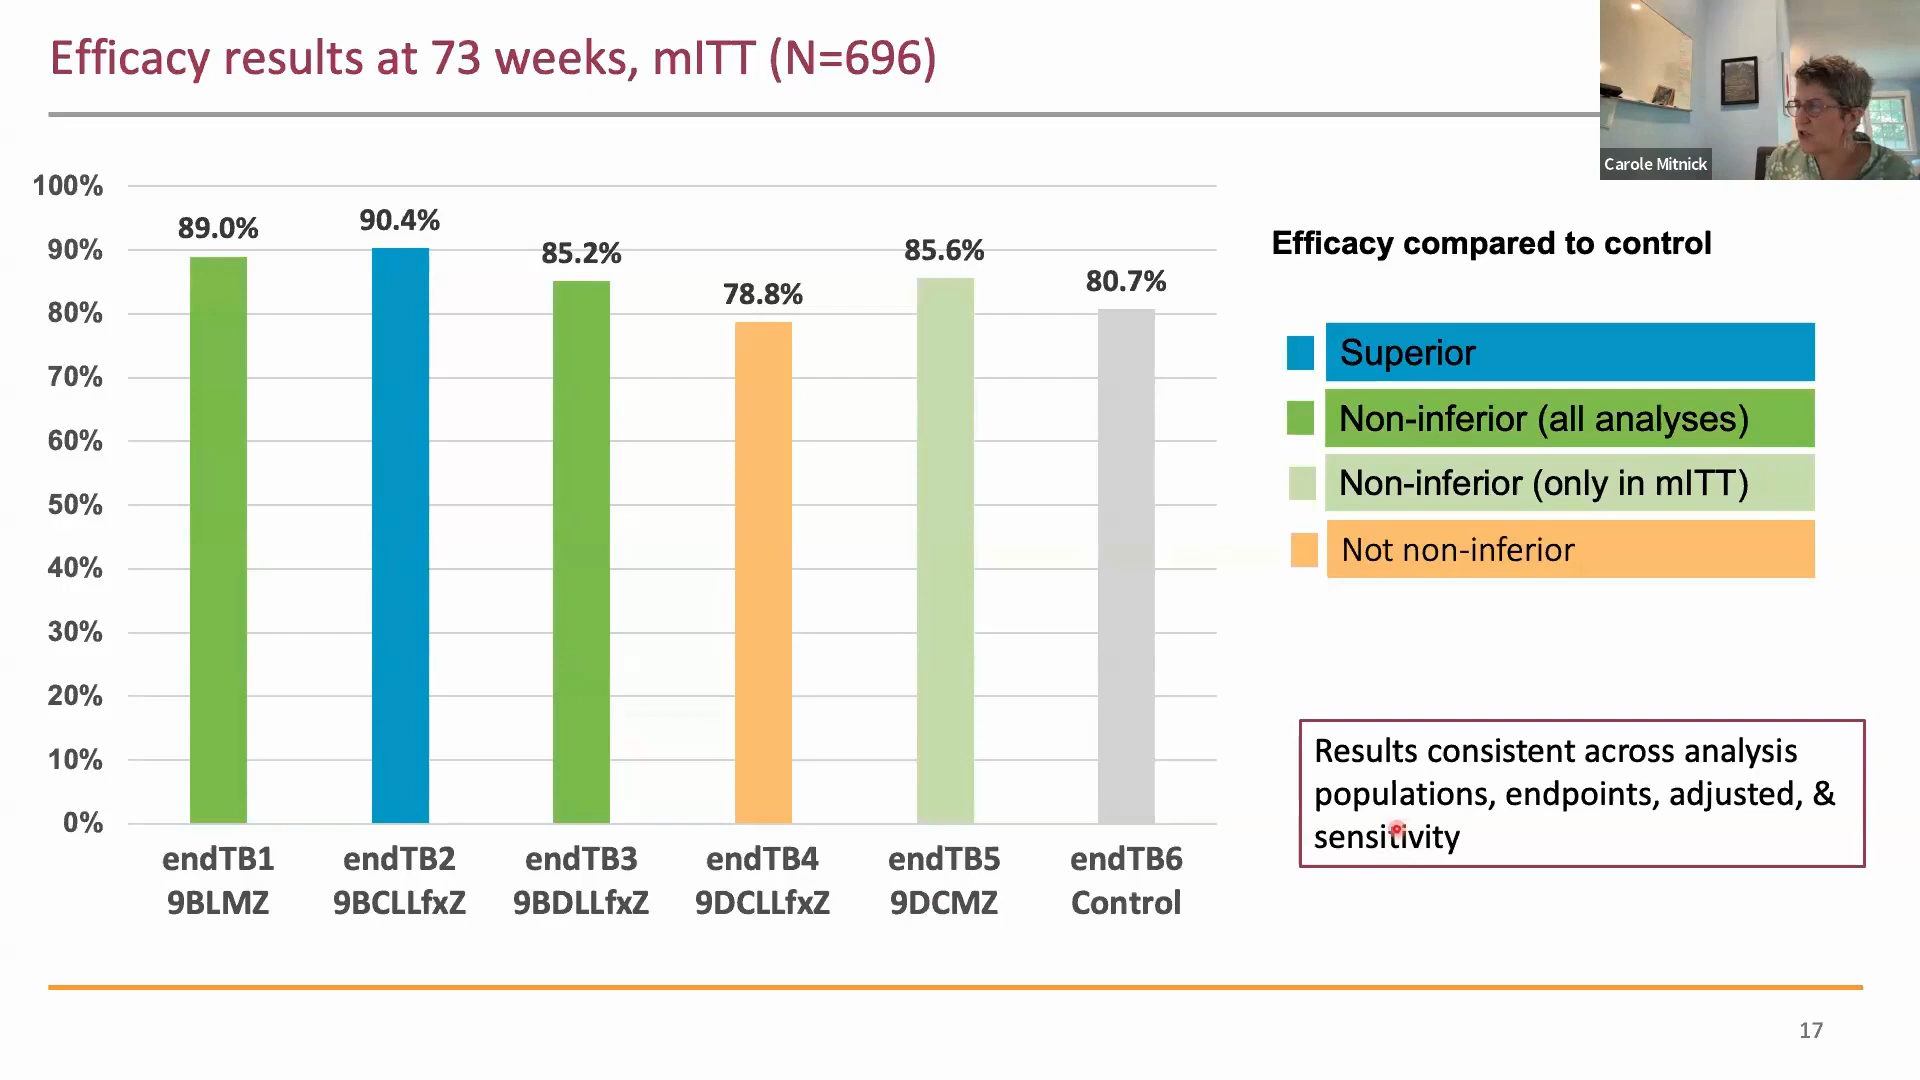 Efficacy results at 73 weeks, mITT (N=696)
Carole Mitnick
100%
90%
80%
70%
60%
50%
40%
30%
20%
10%
0%
89.0%
90.4%
85.2%
78.8%
85.6%
80.7%
endTB1
9BLMZ
endTB2
9BCLLfxZ
endTB3
9BDLLfxZ
endTB4
9DCLLfxZ
endTB5
9DCMZ
endTB6
Control
Efficacy compared to control
Superior
Non-inferior (all analyses)
Non-inferior (only in mITT)
Not non-inferior
Results consistent across analysis
populations, endpoints, adjusted, &
sensitivity
17